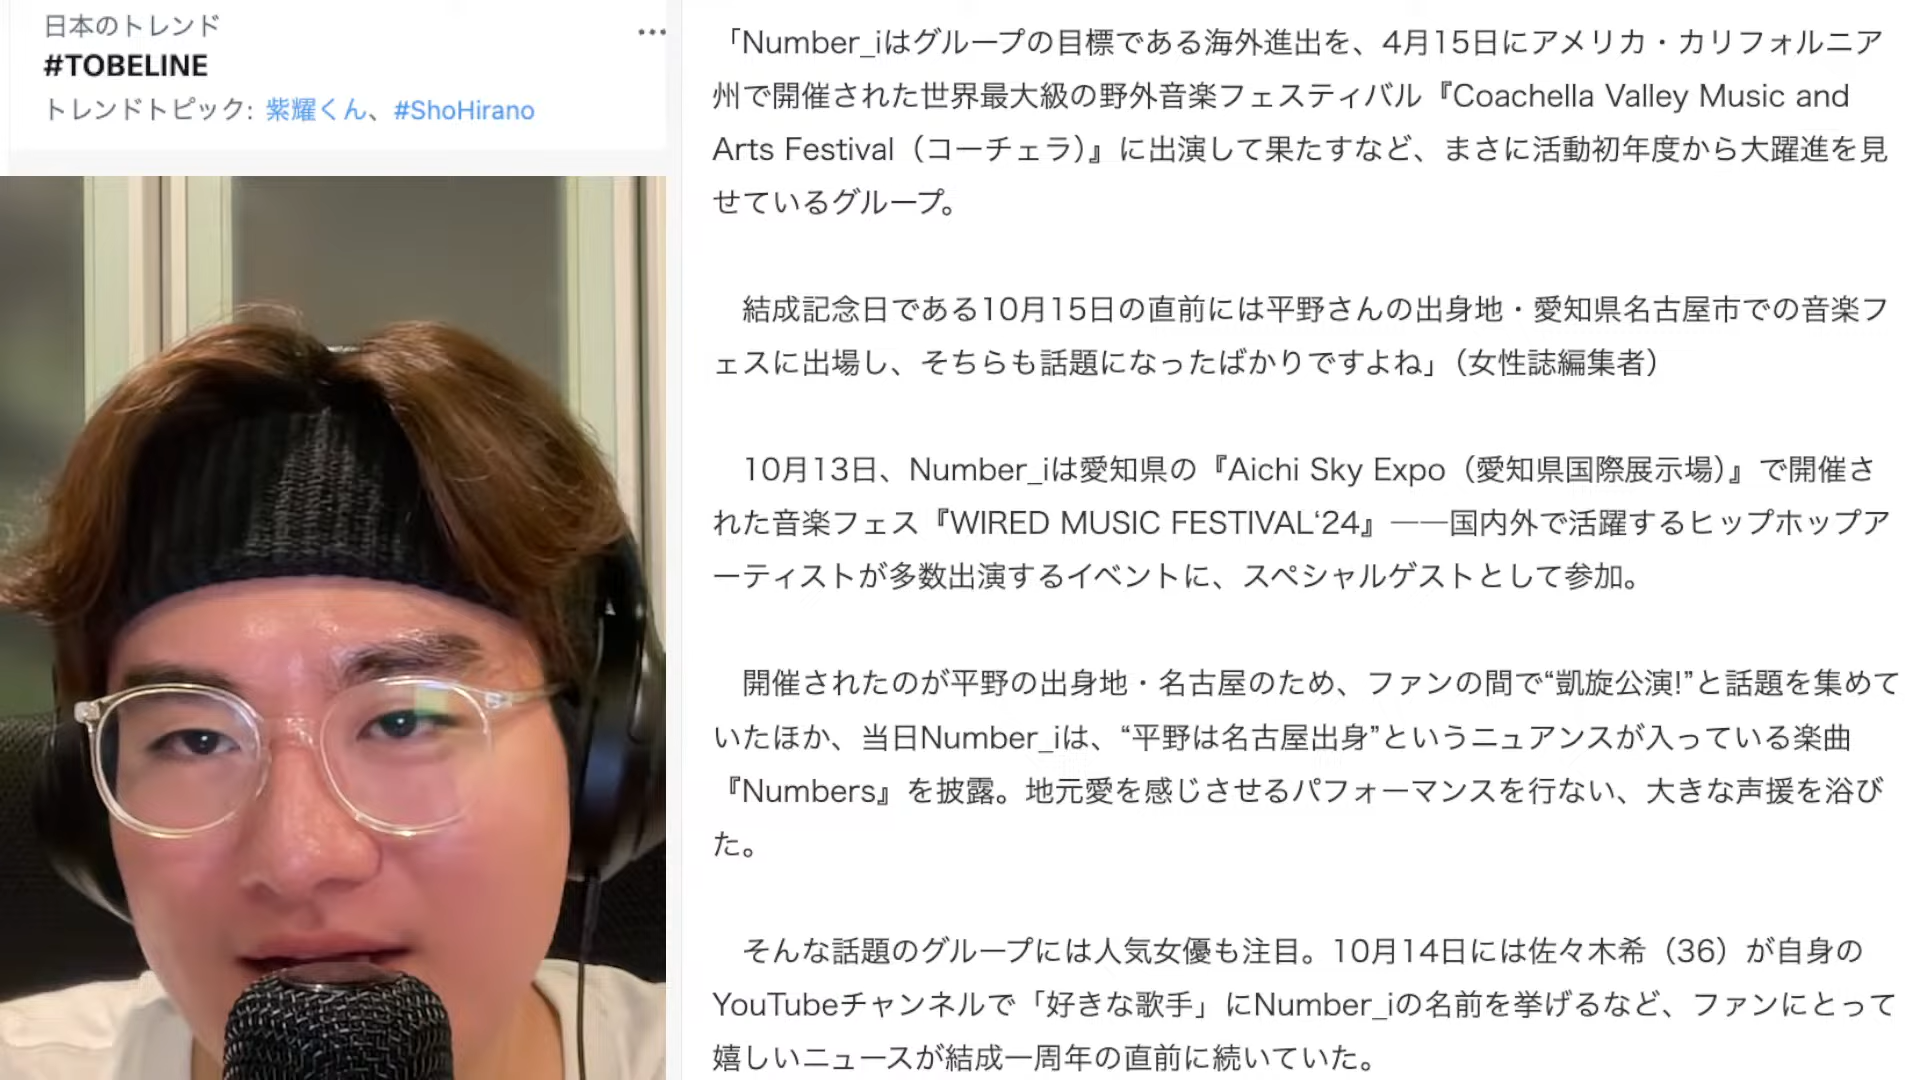 日本のトレンド
#TOBELINE
トレンドトピック: 紫耀くん、#ShoHirano
「Number_iはグループの目標である海外進出を、4月15日にアメリカ・カリフォルニア
州で開催された世界最大級の野外音楽フェスティバル『Coachella Valley Music and
Arts Festival（コーチェラ）』に出演して果たすなど、まさに活動初年度から大躍進を見
せているグループ。
結成記念日である10月15日の直前には平野さんの出身地・愛知県名古屋市での音楽フ
ェスに出場し、そちらも話題になったばかりですよね」（女性誌編集者）
10月13日、Number_iは愛知県の『Aichi Sky Expo（愛知県国際展示場）』で開催さ
れた音楽フェス『WIRED MUSIC FESTIVAL‘24』――国内外で活躍するヒップホップア
ーティストが多数出演するイベントに、スペシャルゲストとして参加。
開催されたのが平野の出身地・名古屋のため、ファンの間で“凱旋公演!”と話題を集めて
いたほか、当日Number_iは、“平野は名古屋出身”というニュアンスが入っている楽曲
『Numbers』を披露。地元愛を感じさせるパフォーマンスを行ない、大きな声援を浴び
た。
そんな話題のグループには人気女優も注目。10月14日には佐々木希（36）が自身の
YouTubeチャンネルで「好きな歌手」にNumber_iの名前を挙げるなど、ファンにとって
嬉しいニュースが結成一周年の直前に続いていた。